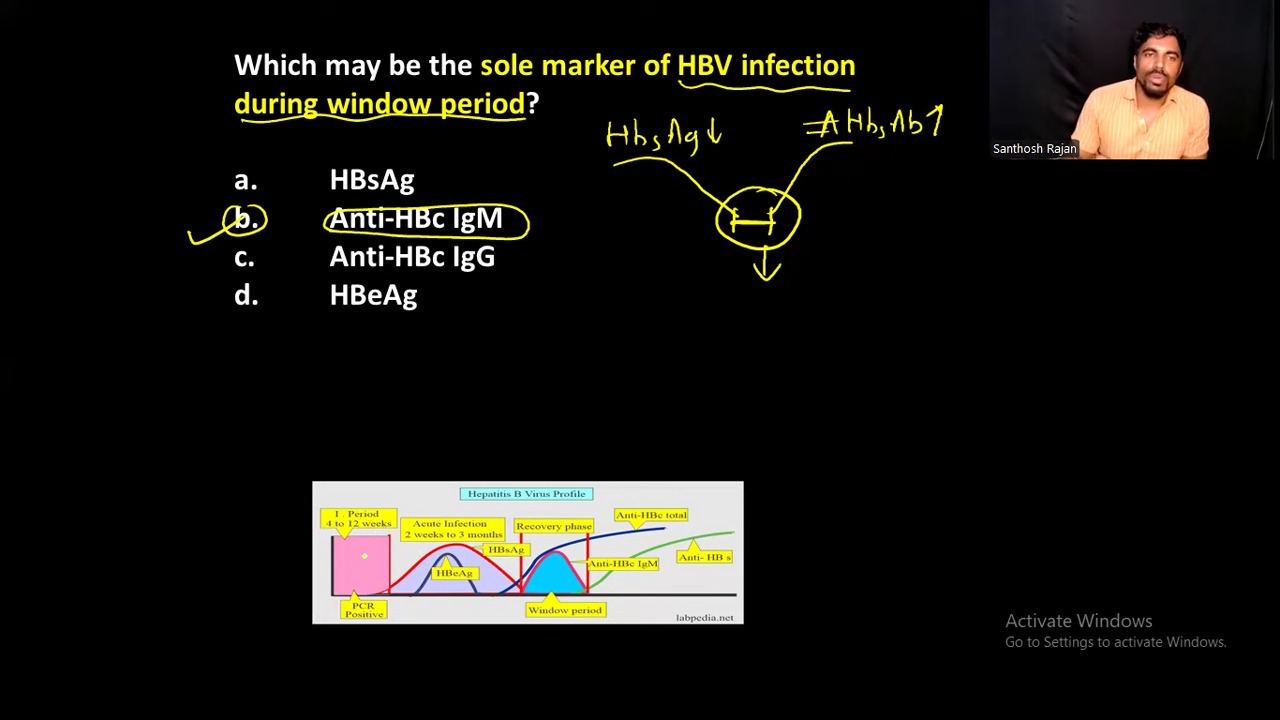 Which may be the sole marker of HBV infection
during window period?
HbsAg↓
AHbsAb↑
Santhosh Rajan
a. HBsAg
b. Anti-HBc IgM
c. Anti-HBc IgG
d. HBeAg
Hepatitis B Virus Profile
I . Period
4 to 12 weeks
Acute Infection
2 weeks to 3 months
Recovery phase
Anti-HBc total
HBsAg
HBeAg
Anti-HBc IgM
Anti- HB s
PCR
Positive
Window period
labpedia.net
Activate Windows
Go to Settings to activate Windows.